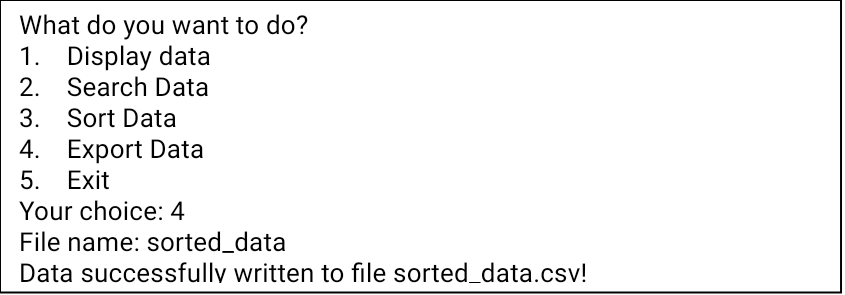 What do you want to do?
1. Display data
2. Search Data
3. Sort Data
4. Export Data
5. Exit
Your choice: 4
File name: sorted_data
Data successfully written to file sorted_data.csv!